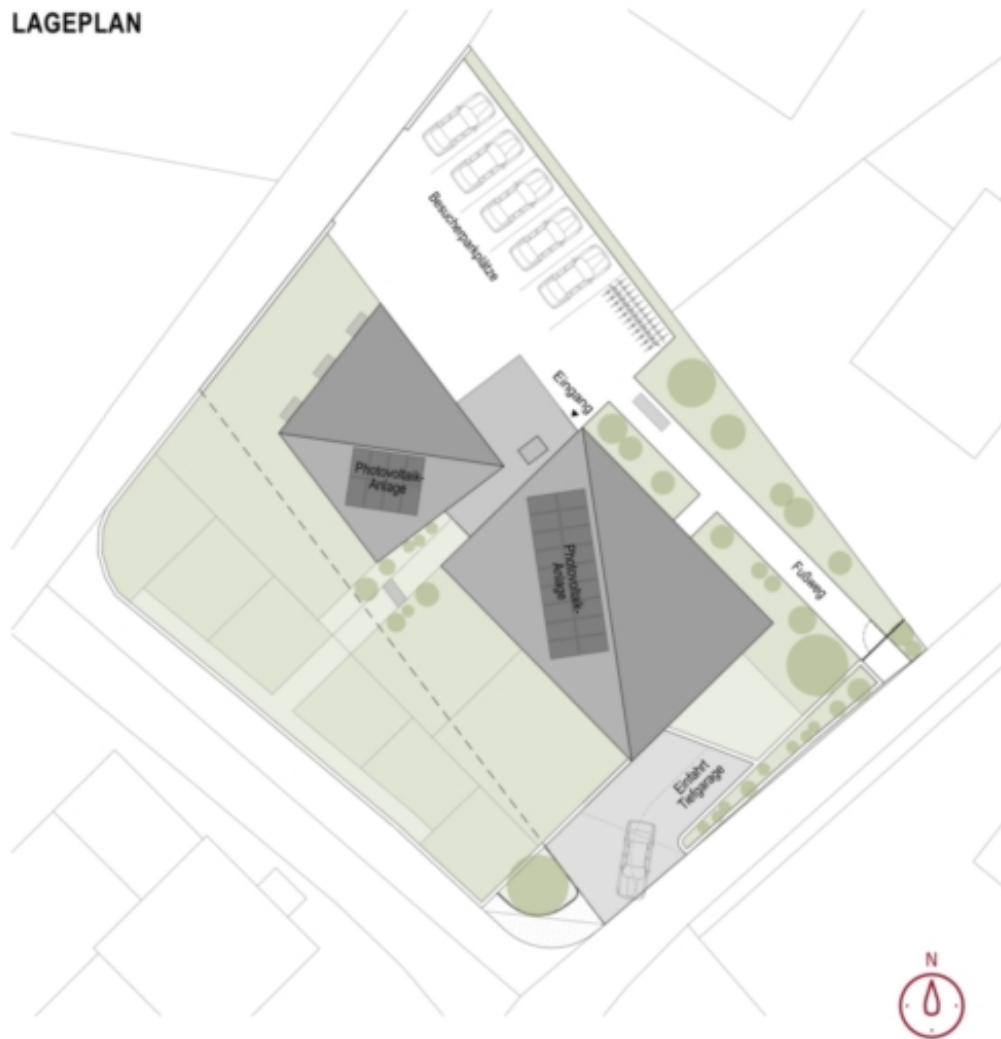 LAGEPLAN
Besucherparkplätze
Eingang
Photovoltaik-
Anlage
Photovoltaik-
Anlage
Fußweg
Einfahrt
Tiefgarage
N